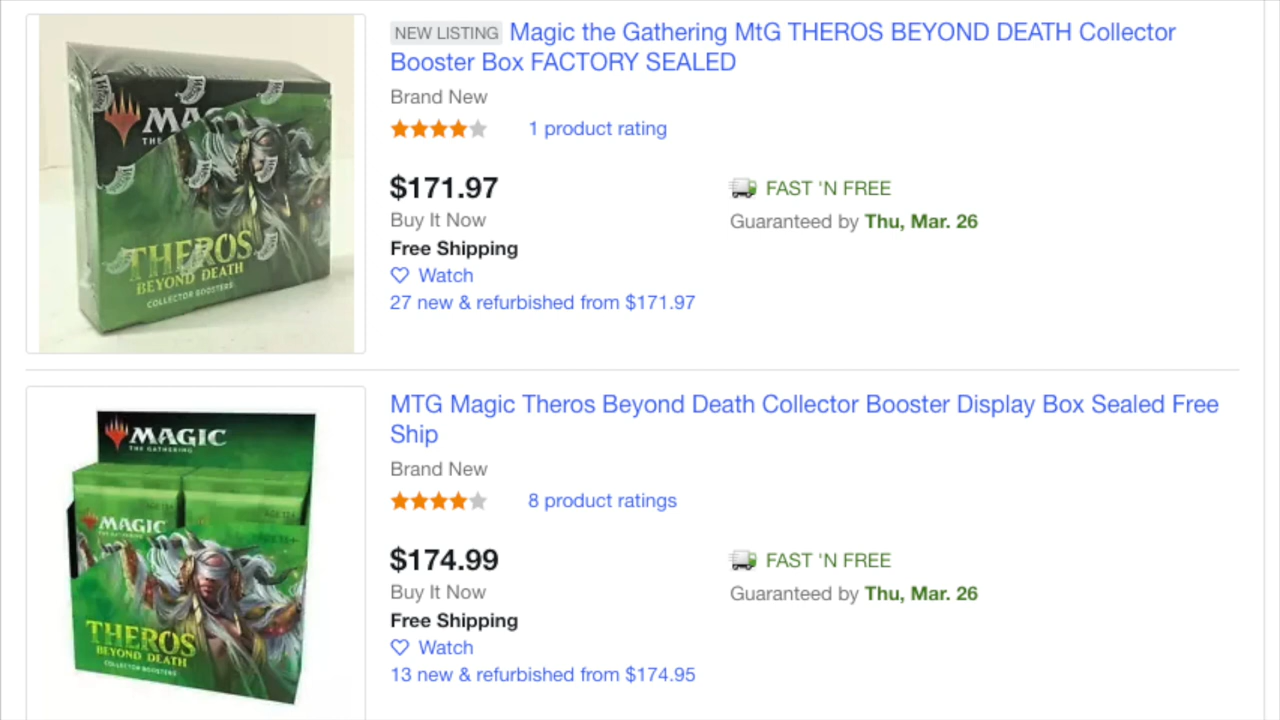 NEW LISTING Magic the Gathering MtG THEROS BEYOND DEATH Collector
Booster Box FACTORY SEALED
Brand New
1 product rating
$171.97
FAST 'N FREE
Buy It Now
Guaranteed by Thu, Mar. 26
Free Shipping
Watch
27 new & refurbished from $171.97
THEROS
BEYOND DEATH
COLLECTOR BOOSTERS
MTG Magic Theros Beyond Death Collector Booster Display Box Sealed Free
Ship
Brand New
8 product ratings
$174.99
FAST 'N FREE
Buy It Now
Guaranteed by Thu, Mar. 26
Free Shipping
Watch
13 new & refurbished from $174.95
MAGIC
THE GATHERING
MAGIC
THEROS
BEYOND DEATH
COLLECTOR BOOSTERS